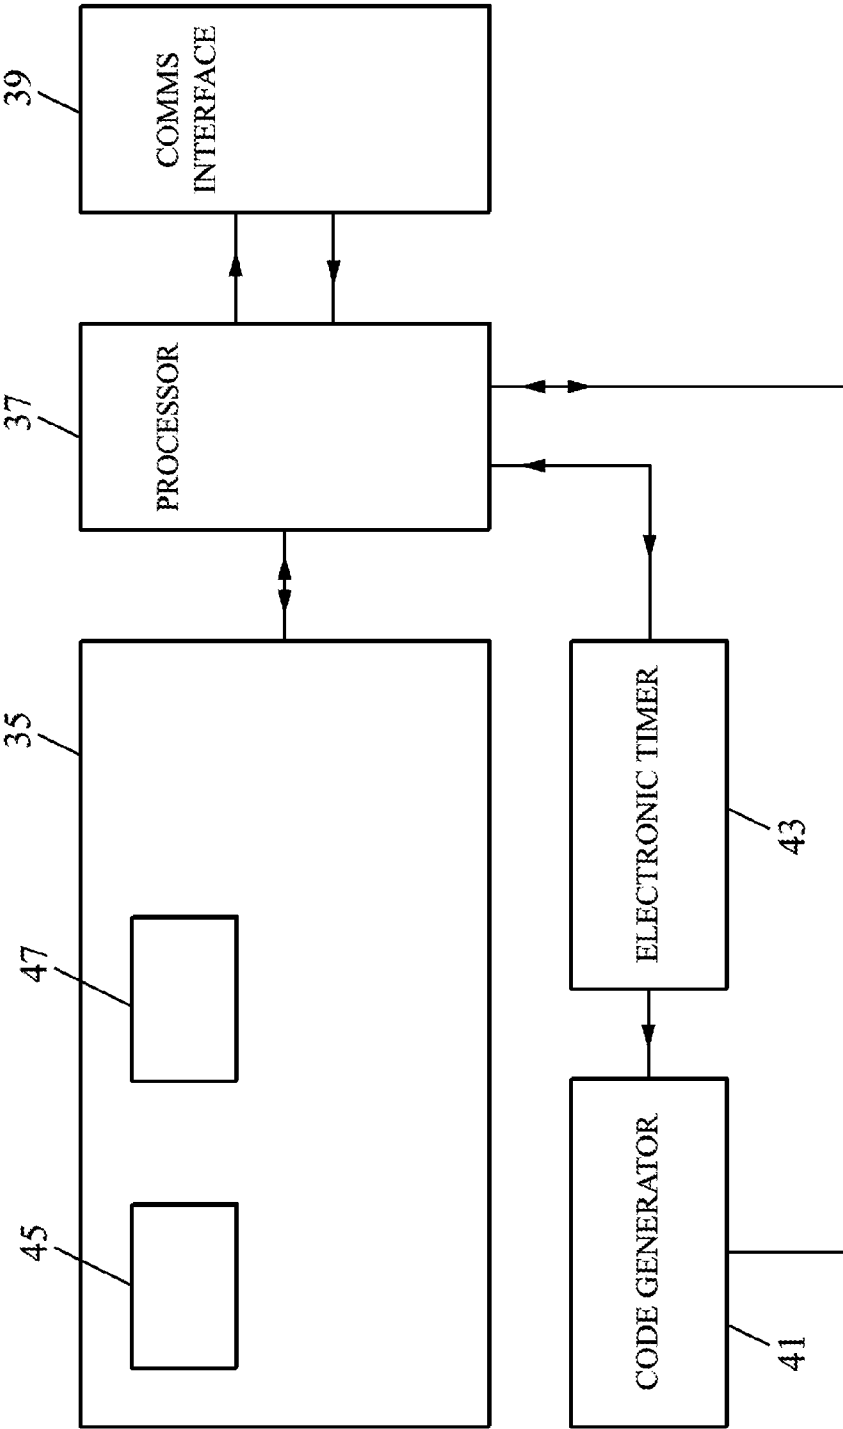 39
COMMS
INTERFACE
37
PROCESSOR
35
47
45
ELECTRONIC TIMER
43
CODE GENERATOR
41